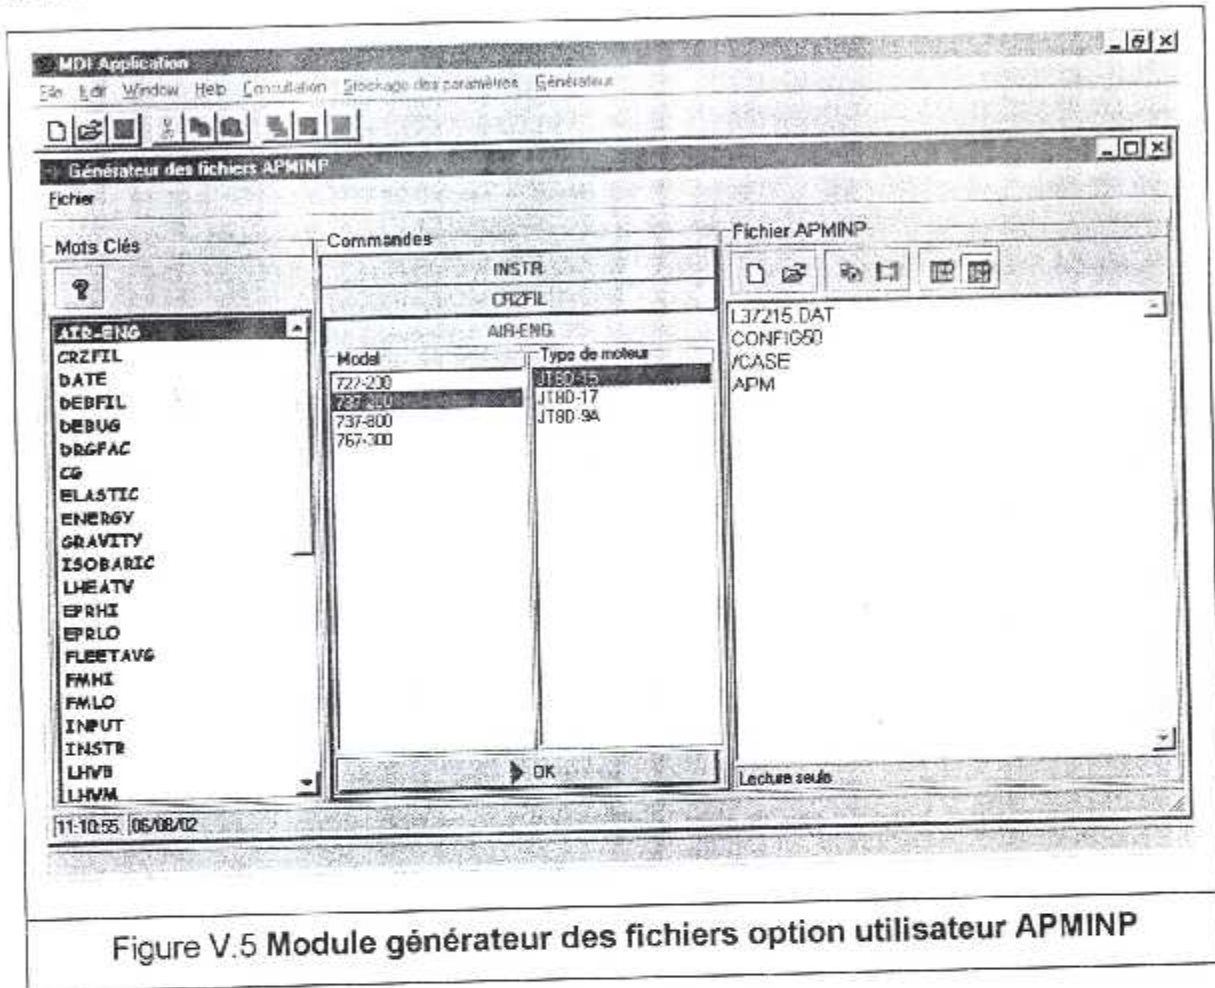 MDI Application
File Edit Window Help Consultation Stockage des paramètres Générateur
Générateur des fichiers APMINP
Fichier
Mots Clés
AIR-ENG
CRZFIL
DATE
DEBFIL
DEBUG
DRGFAC
CG
ELASTIC
ENERGY
GRAVITY
ISOBARIC
LHEATV
EPRHI
EPRLO
FLEETAVG
FMHI
FMLO
INPUT
INSTR
LHVB
LHVM
Commandes
INSTR
CRZFIL
AIR-ENG
Model
727-200
737-200
737-800
767-300
Type de moteur
JT8D-15
JT8D-17
JT8D-9A
OK
Fichier APMINP
L37215.DAT
CONFIG50
/CASE
APM
Lecture seule
11:10:55 06/08/02
Figure V.5 Module générateur des fichiers option utilisateur APMINP